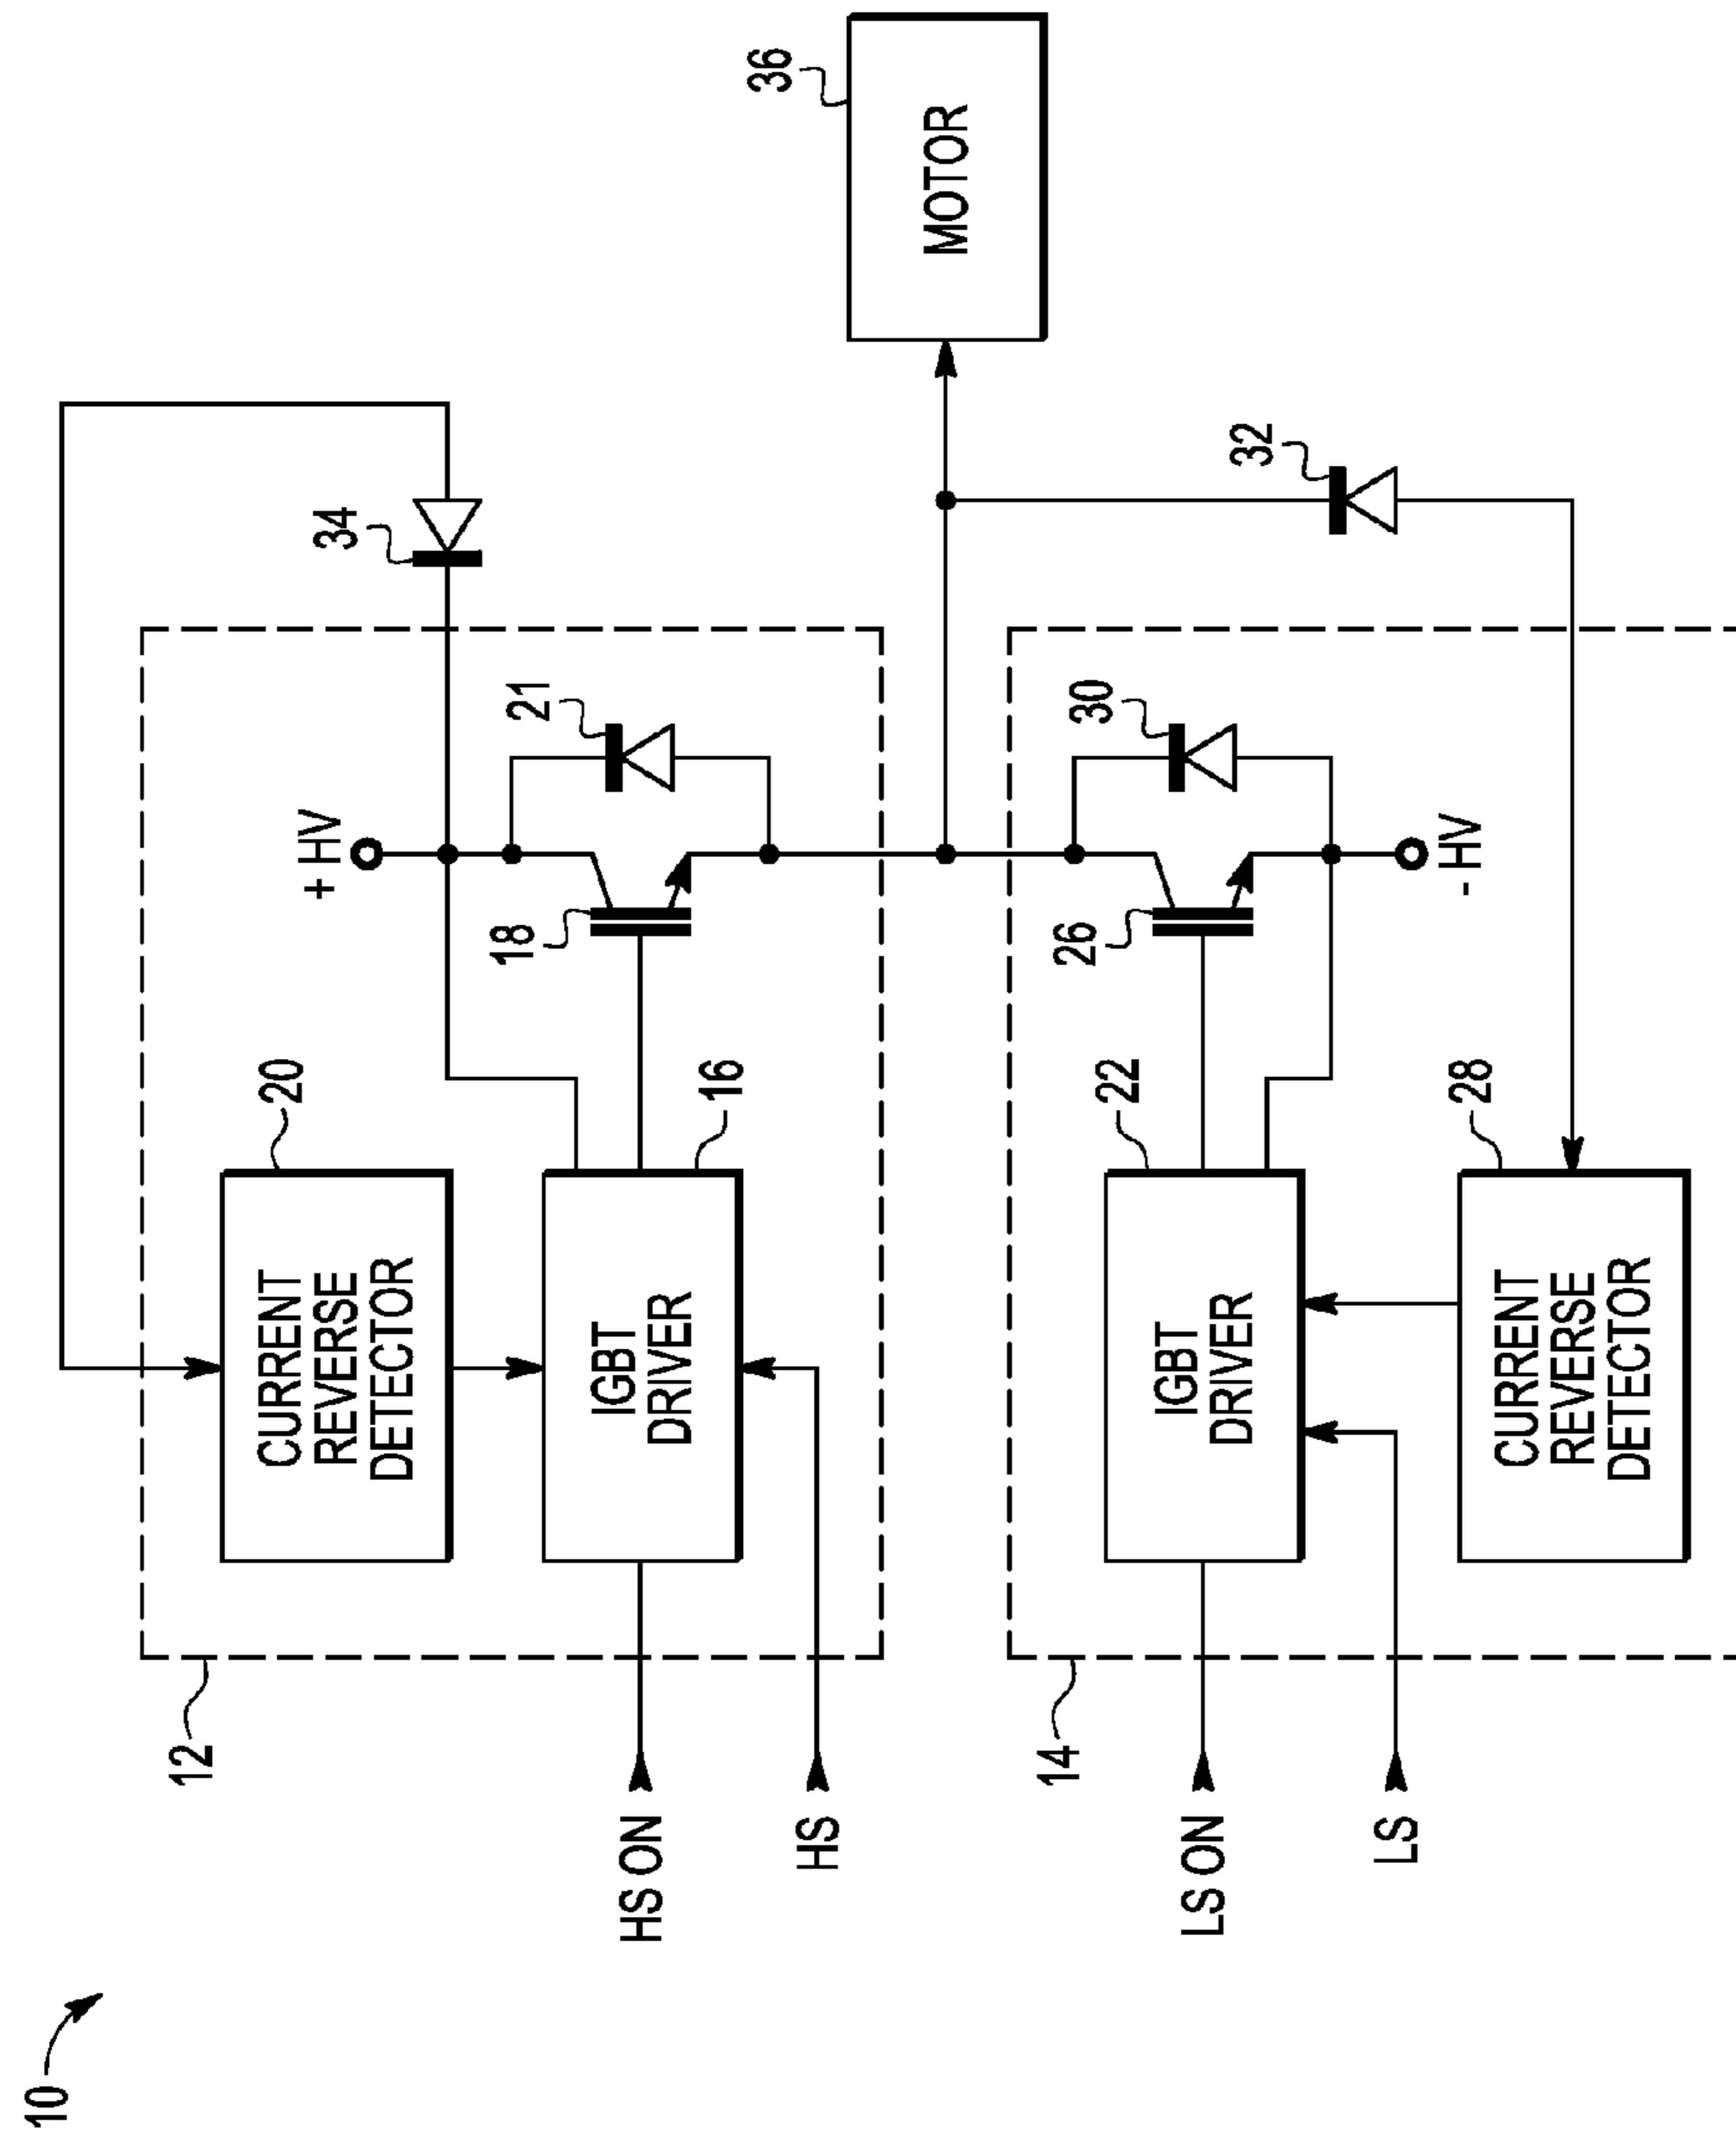 10
12
CURRENT
REVERSE
DETECTOR
20
34
+ HV
HS ON
IGBT
DRIVER
16
18
21
HS
36
MOTOR
14
LS ON
IGBT
DRIVER
22
26
30
32
LS
- HV
CURRENT
REVERSE
DETECTOR
28